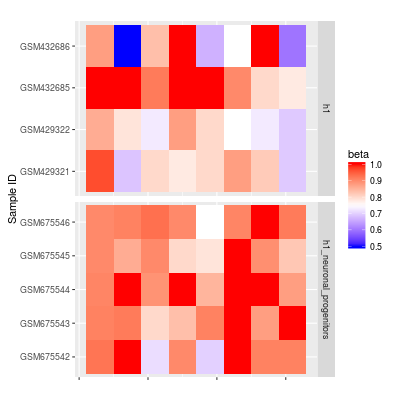 GSM432686
GSM432685
GSM429322
GSM429321
h1
GSM675546
GSM675545
GSM675544
GSM675543
GSM675542
h1_neuronal_progenitors
Sample ID
beta
1.0
0.9
0.8
0.7
0.6
0.5